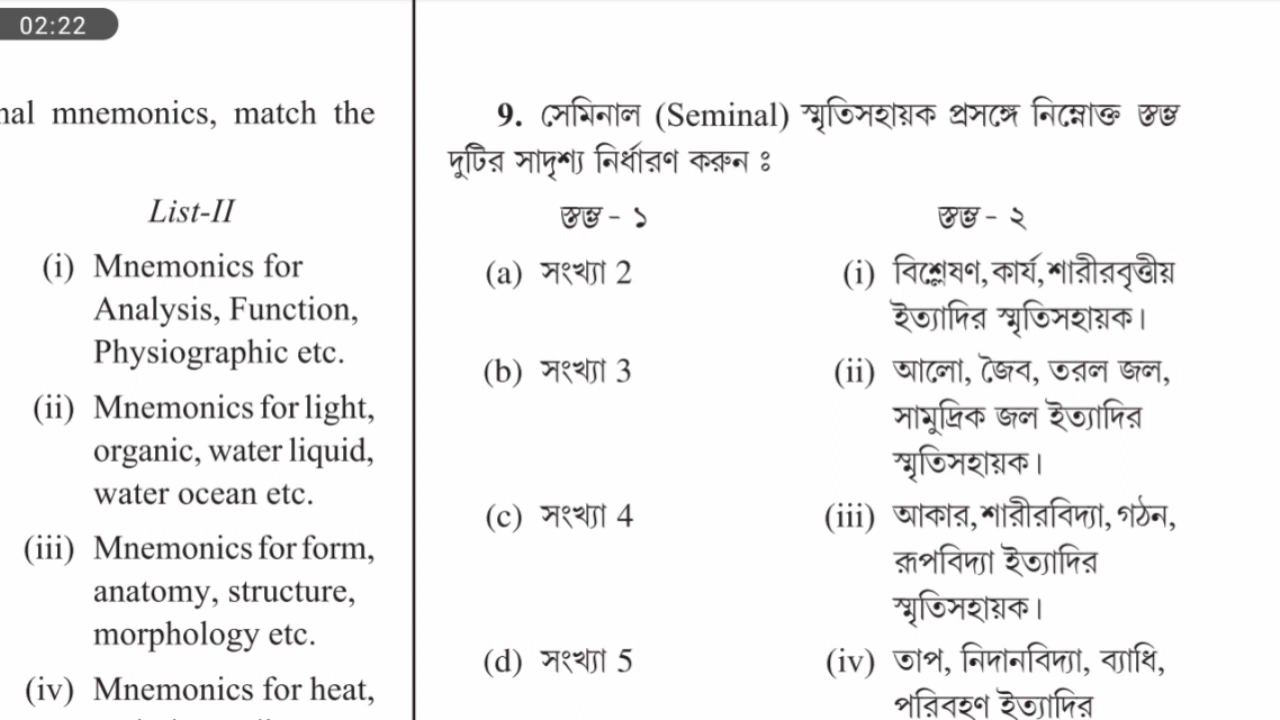 02:22
nal mnemonics, match the
List-II
(i) Mnemonics for
Analysis, Function,
Physiographic etc.
(ii) Mnemonics for light,
organic, water liquid,
water ocean etc.
(iii) Mnemonics for form,
anatomy, structure,
morphology etc.
(iv) Mnemonics for heat,
9. সেমিনাল (Seminal) স্মৃতিসহায়ক প্রসঙ্গে নিম্নোক্ত স্তম্ভ
দুটির সাদৃশ্য নির্ধারণ করুন ঃ
স্তম্ভ - ১ স্তম্ভ - ২
(a) সংখ্যা 2 (i) বিশ্লেষণ, কার্য, শারীরবৃত্তীয়
ইত্যাদির স্মৃতিসহায়ক।
(b) সংখ্যা 3 (ii) আলো, জৈব, তরল জল,
সামুদ্রিক জল ইত্যাদির
স্মৃতিসহায়ক।
(c) সংখ্যা 4 (iii) আকার, শারীরবিদ্যা, গঠন,
রূপবিদ্যা ইত্যাদির
স্মৃতিসহায়ক।
(d) সংখ্যা 5 (iv) তাপ, নিদানবিদ্যা, ব্যাধি,
পরিবহণ ইত্যাদির